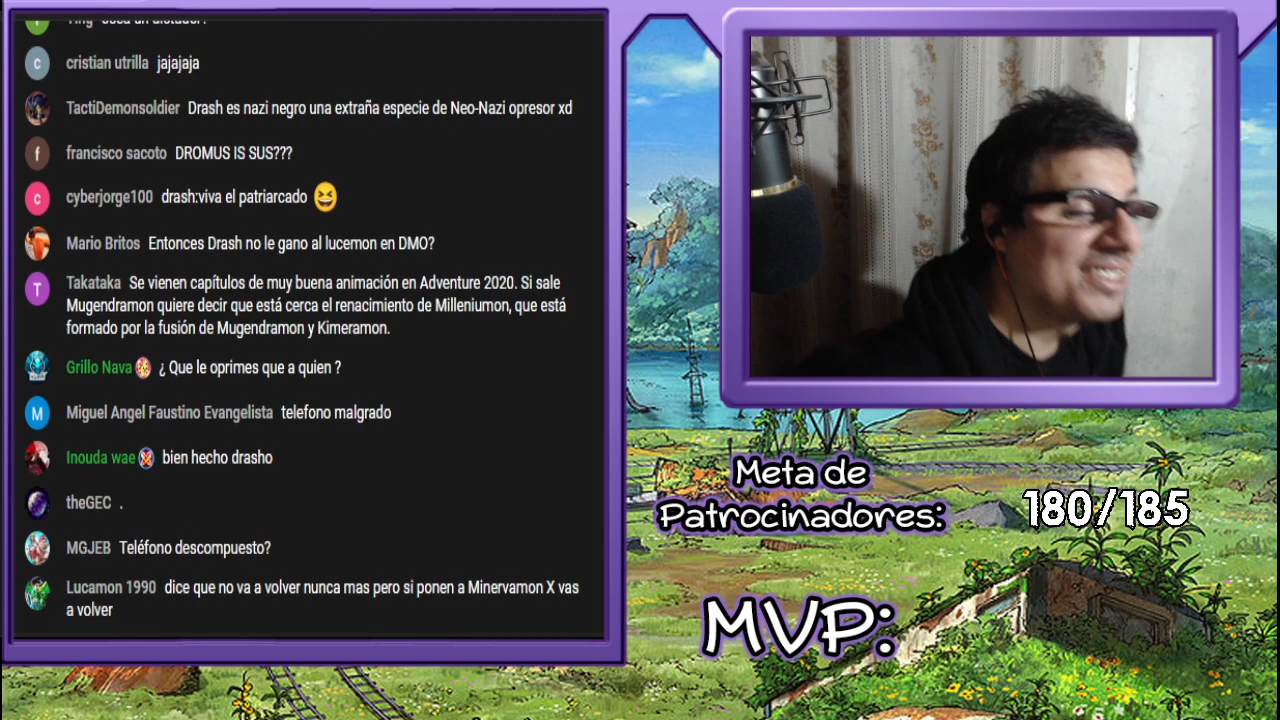 cristian utrilla jajajaja
TactiDemonsoldier Drash es nazi negro una extraña especie de Neo-Nazi opresor xd
francisco sacoto DROMUS IS SUS???
cyberjorge100 drash:viva el patriarcado 😆
Mario Britos Entonces Drash no le gano al lucemon en DMO?
Takataka Se vienen capítulos de muy buena animación en Adventure 2020. Si sale
Mugendramon quiere decir que está cerca el renacimiento de Milleniumon, que está
formado por la fusión de Mugendramon y Kimeramon.
Grillo Nava ¿ Que le oprimes que a quien ?
Miguel Angel Faustino Evangelista telefono malgrado
Inouda wae bien hecho drasho
theGEC .
MGJEB Teléfono descompuesto?
Lucamon 1990 dice que no va a volver nunca mas pero si ponen a Minervamon X vas
a volver
Meta de
Patrocinadores: 180/185
MVP: